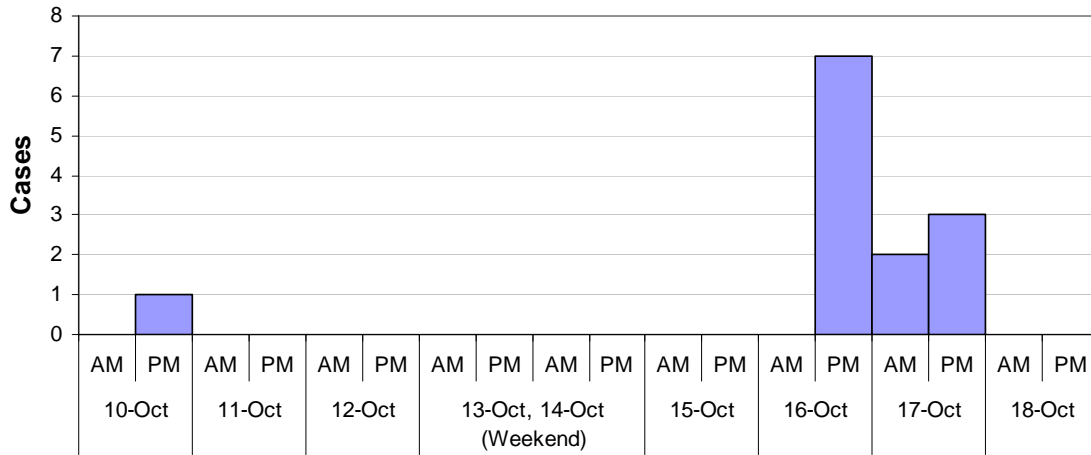 8
7
6
5
4
3
2
1
0
Cases
AM PM AM PM AM PM AM PM AM PM AM PM AM PM AM PM AM PM
10-Oct 11-Oct 12-Oct 13-Oct, 14-Oct 15-Oct 16-Oct 17-Oct 18-Oct
(Weekend)